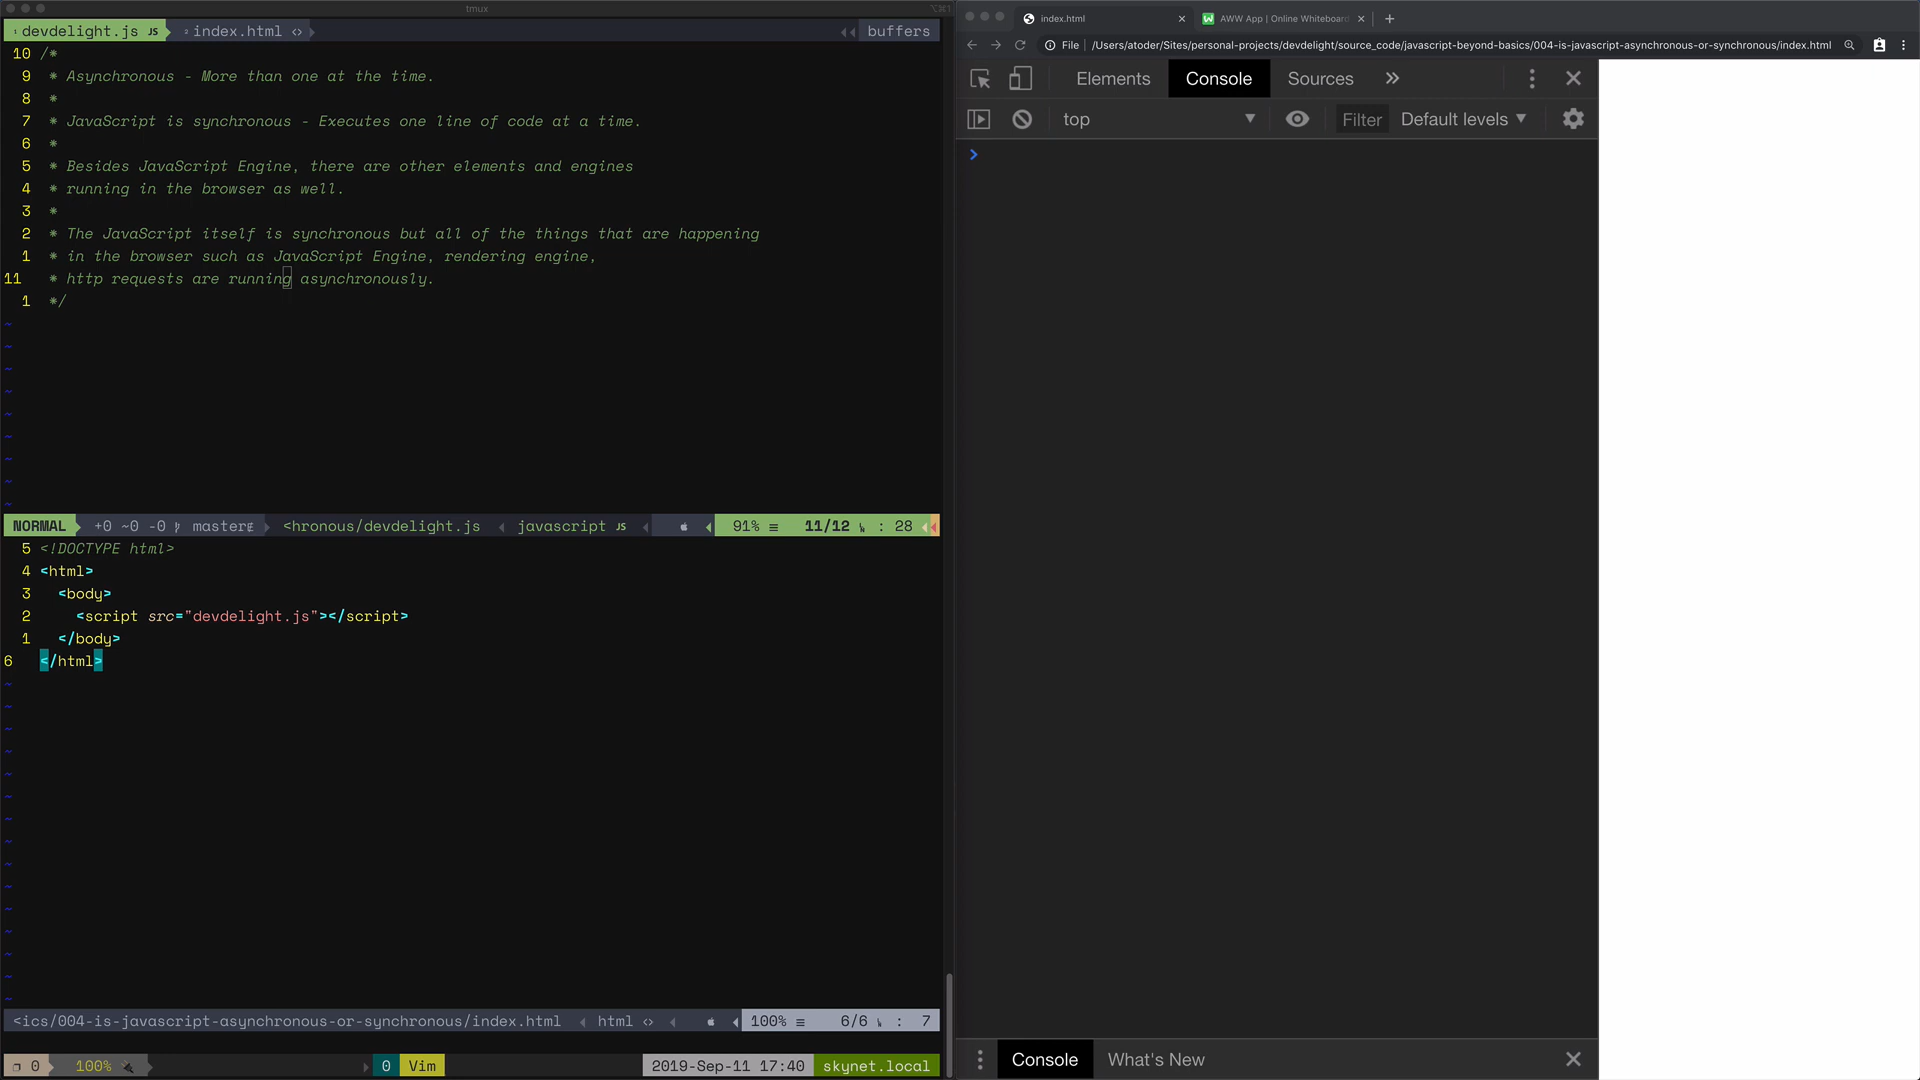 tmux
1 devdelight.js JS 2 index.html <> buffers
10 /*
9 * Asynchronous - More than one at the time.
8 *
7 * JavaScript is synchronous - Executes one line of code at a time.
6 *
5 * Besides JavaScript Engine, there are other elements and engines
4 * running in the browser as well.
3 *
2 * The JavaScript itself is synchronous but all of the things that are happening
1 * in the browser such as JavaScript Engine, rendering engine,
11 * http requests are running asynchronously.
1 */
NORMAL +0 ~0 -0 master <hronous/devdelight.js javascript JS 91% ≡ 11/12 : 28
5 <!DOCTYPE html>
4 <html>
3 <body>
2 <script src="devdelight.js"></script>
1 </body>
6 </html>
<ics/004-is-javascript-asynchronous-or-synchronous/index.html html <> 100% ≡ 6/6 : 7
0 100% 0 Vim 2019-Sep-11 17:40 skynet.local
index.html AWW App | Online Whiteboard
File /Users/atoder/Sites/personal-projects/devdelight/source_code/javascript-beyond-basics/004-is-javascript-asynchronous-or-synchronous/index.html
Elements Console Sources »
top Filter Default levels
>
Console What's New